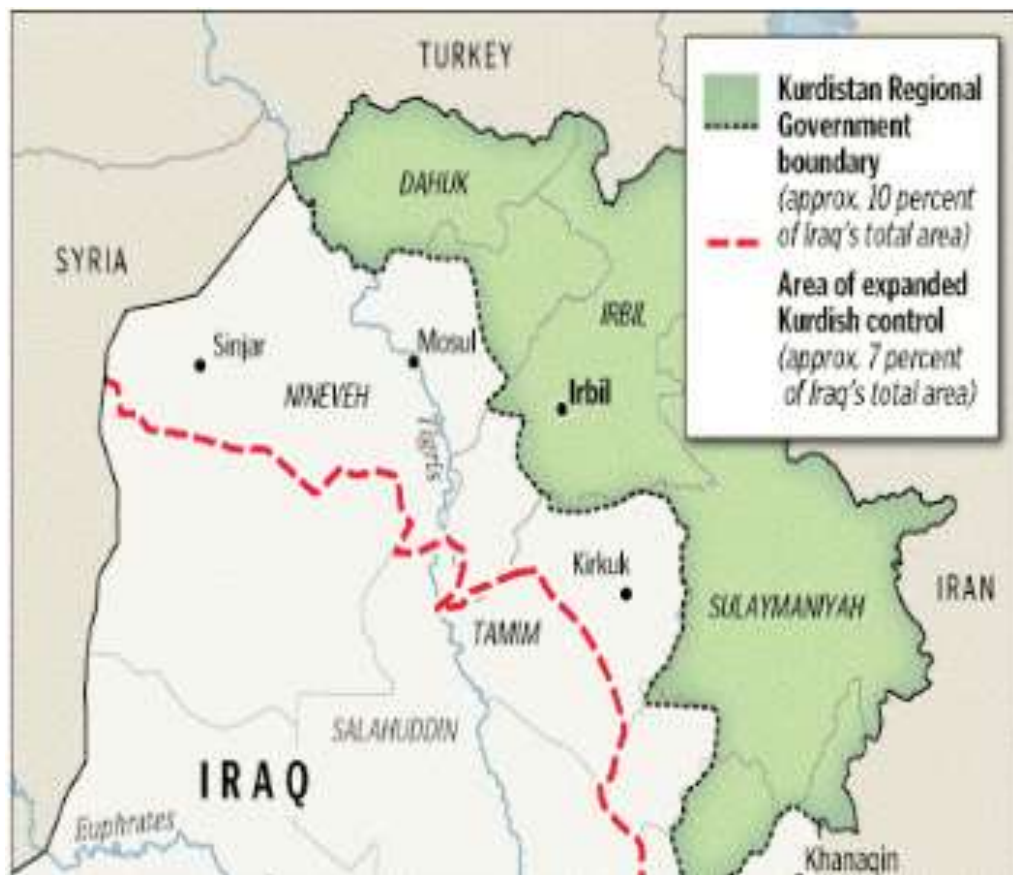 TURKEY
Kurdistan Regional
Government
boundary
(approx. 10 percent
of Iraq's total area)
Area of expanded
Kurdish control
(approx. 7 percent
of Iraq's total area)
DAHUK
SYRIA
IRBIL
Sinjar
Mosul
NINEVEH
Irbil
Tigris
Kirkuk
IRAN
SULAYMANIYAH
TAMIM
SALAHUDDIN
IRAQ
Euphrates
Khanaqin